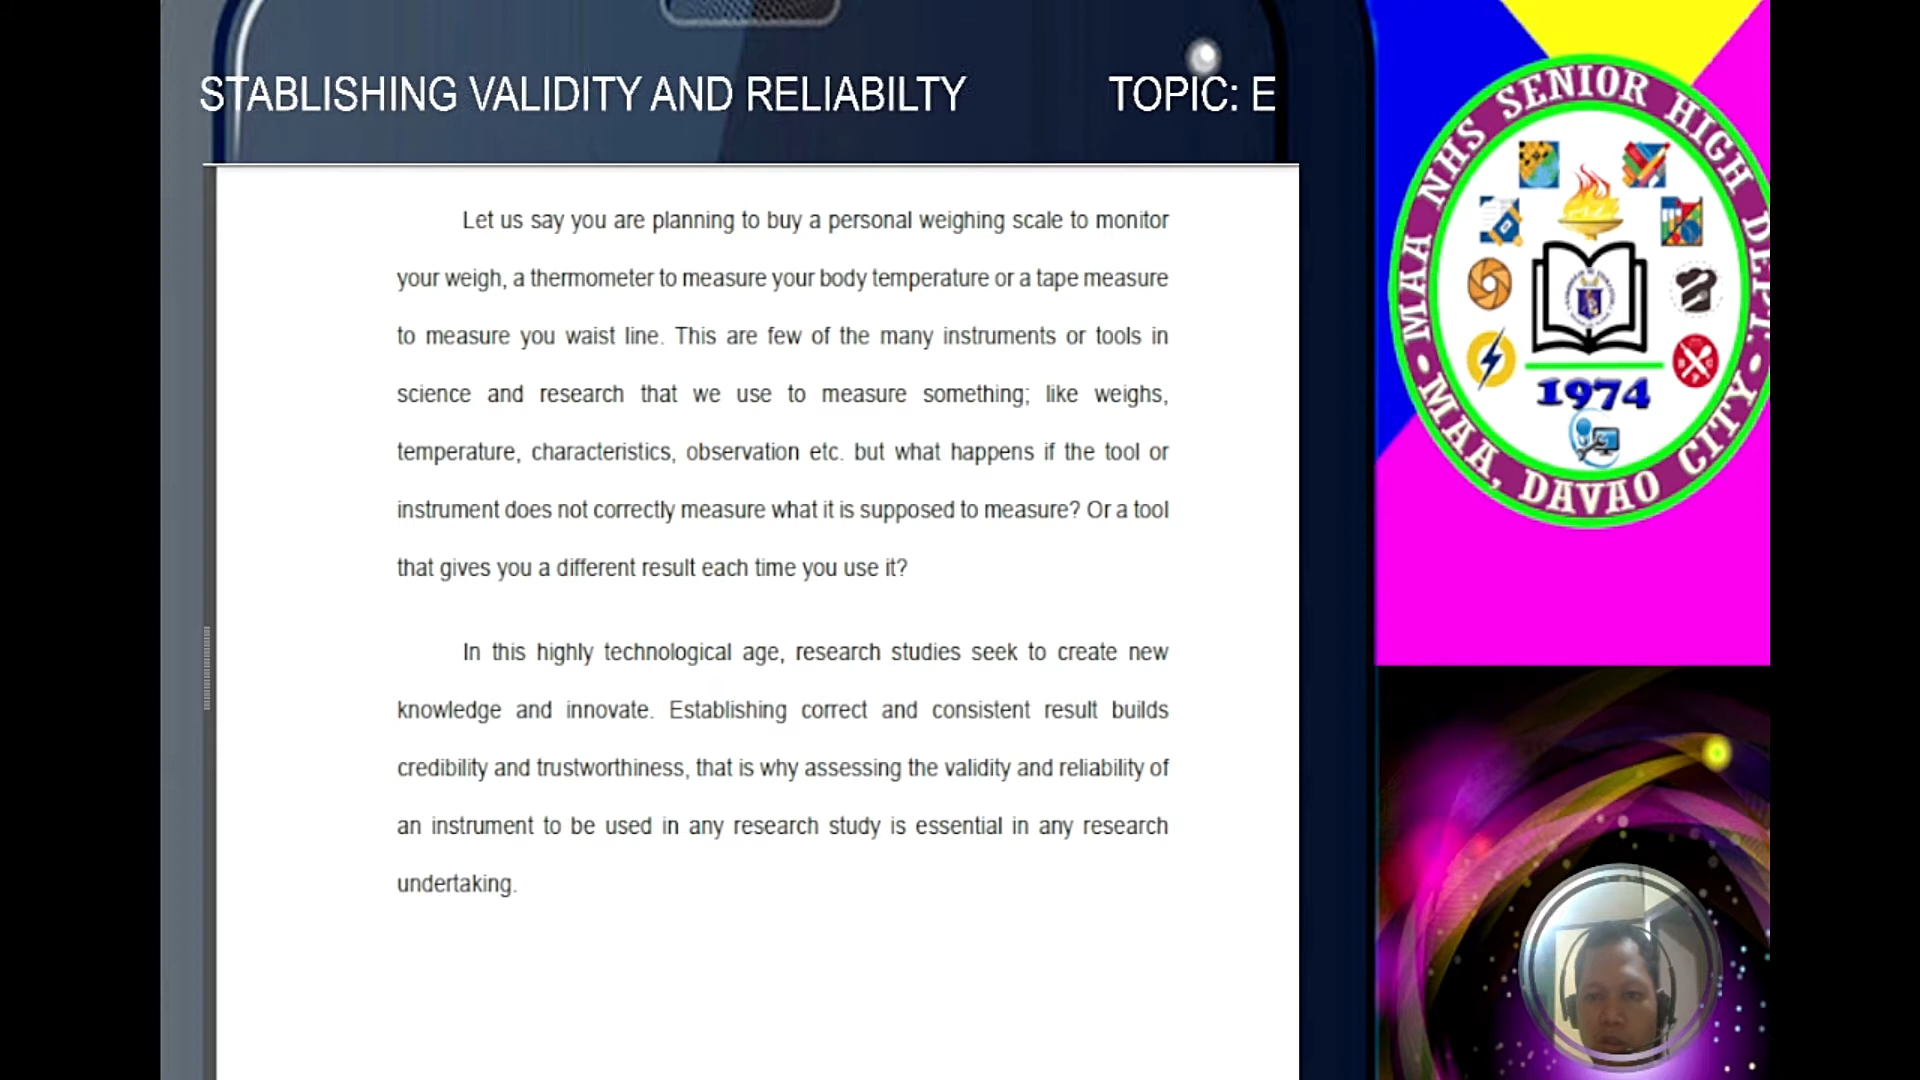 STABLISHING VALIDITY AND RELIABILTY TOPIC: E
Let us say you are planning to buy a personal weighing scale to monitor
your weigh, a thermometer to measure your body temperature or a tape measure
to measure you waist line. This are few of the many instruments or tools in
science and research that we use to measure something; like weighs,
temperature, characteristics, observation etc. but what happens if the tool or
instrument does not correctly measure what it is supposed to measure? Or a tool
that gives you a different result each time you use it?
In this highly technological age, research studies seek to create new
knowledge and innovate. Establishing correct and consistent result builds
credibility and trustworthiness, that is why assessing the validity and reliability of
an instrument to be used in any research study is essential in any research
undertaking.
MAA NHS SENIOR HIGH DEPT.
1974
MAA, DAVAO CITY